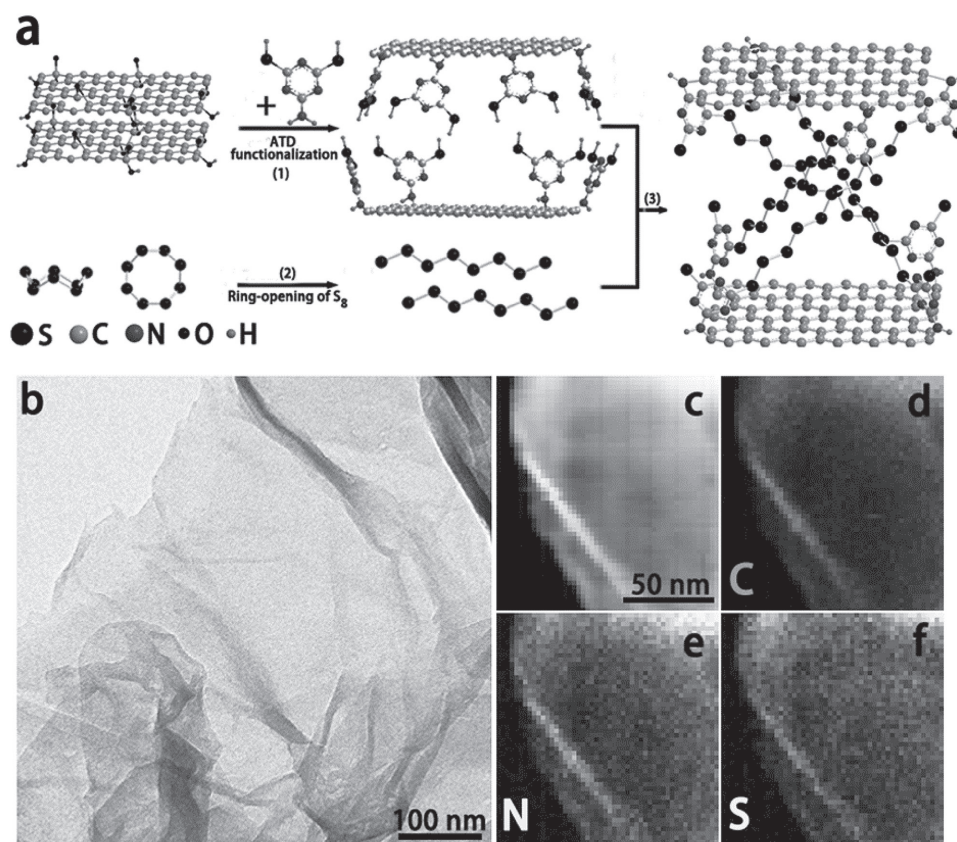 a
+
ATD
functionalization
(1)
(3)
(2)
Ring-opening of S₈
S C N O H
b
100 nm
c
50 nm
d
C
e
N
f
S